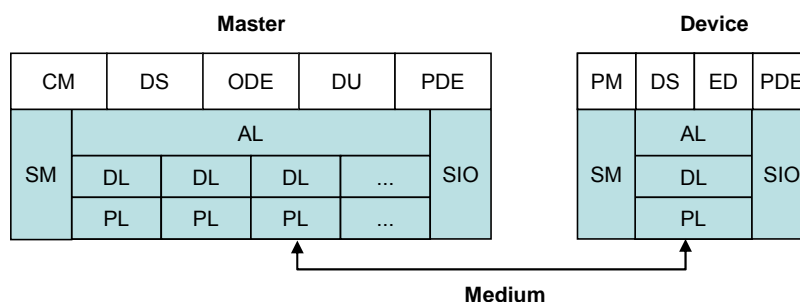 Master Device
CM DS ODE DU PDE PM DS ED PDE
AL AL
SM DL DL DL ... SIO SM DL SIO
PL PL PL ... PL
Medium